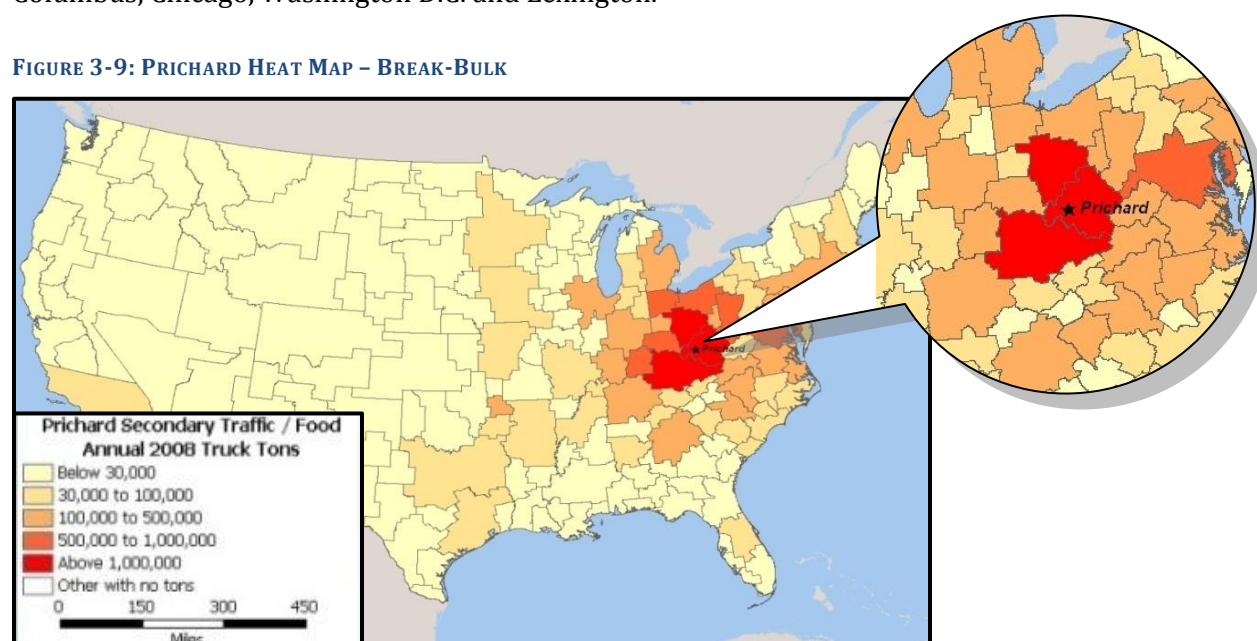 Columbus, Chicago, Washington D.C. and Lexington.
FIGURE 3-9: PRICHARD HEAT MAP – BREAK-BULK
Prichard
Prichard
Prichard Secondary Traffic / Food
Annual 2008 Truck Tons
Below 30,000
30,000 to 100,000
100,000 to 500,000
500,000 to 1,000,000
Above 1,000,000
Other with no tons
0 150 300 450
Miles